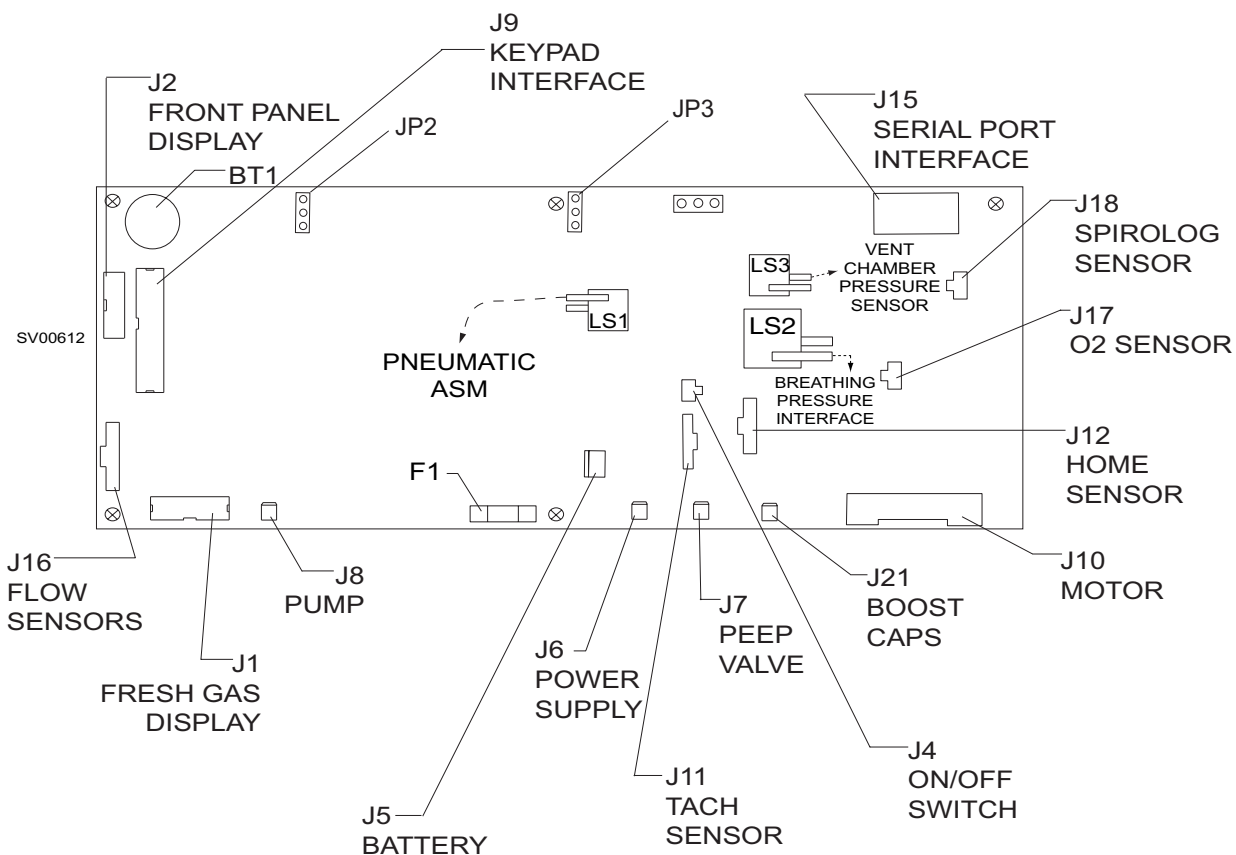 J9
KEYPAD
INTERFACE
J2
FRONT PANEL
DISPLAY
JP2
JP3
J15
SERIAL PORT
INTERFACE
BT1
J18
SPIROLOG
SENSOR
LS3
VENT
CHAMBER
PRESSURE
SENSOR
LS1
LS2
SV00612
J17
O2 SENSOR
PNEUMATIC
ASM
BREATHING
PRESSURE
INTERFACE
J12
HOME
SENSOR
F1
J16
FLOW
SENSORS
J8
PUMP
J10
MOTOR
J21
BOOST
CAPS
J7
PEEP
VALVE
J6
POWER
SUPPLY
J1
FRESH GAS
DISPLAY
J4
ON/OFF
SWITCH
J11
TACH
SENSOR
J5
BATTERY